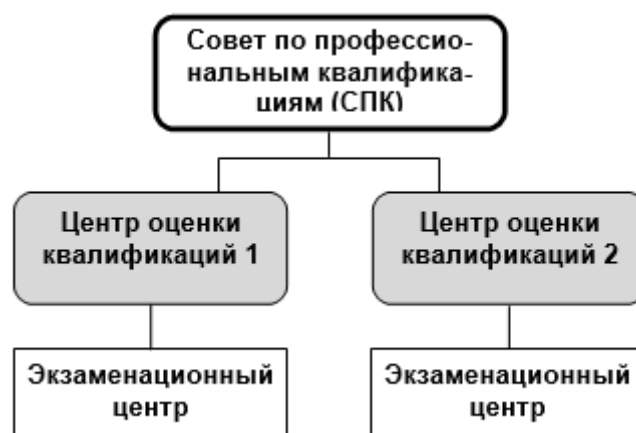 Совет по профессио-
нальным квалифика-
циям (СПК)
Центр оценки
квалификаций 1
Центр оценки
квалификаций 2
Экзаменационный
центр
Экзаменационный
центр